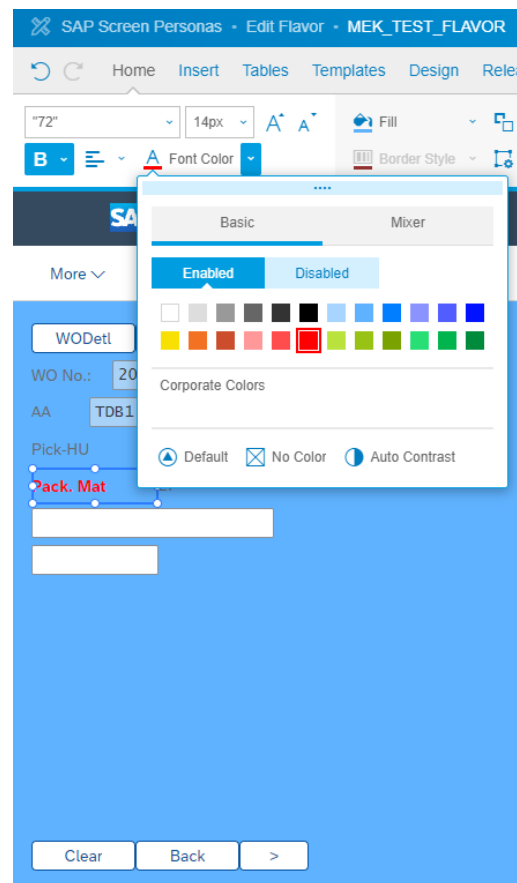 SAP Screen Personas - Edit Flavor - MEK_TEST_FLAVOR
Home Insert Tables Templates Design Rele
"72" 14px A A Fill
B A Font Color Border Style
SA
Basic Mixer
More
Enabled Disabled
WODetl
WO No.: 20
Corporate Colors
AA TDB1
Pick-HU
Default No Color Auto Contrast
Pack. Mat
Clear Back >